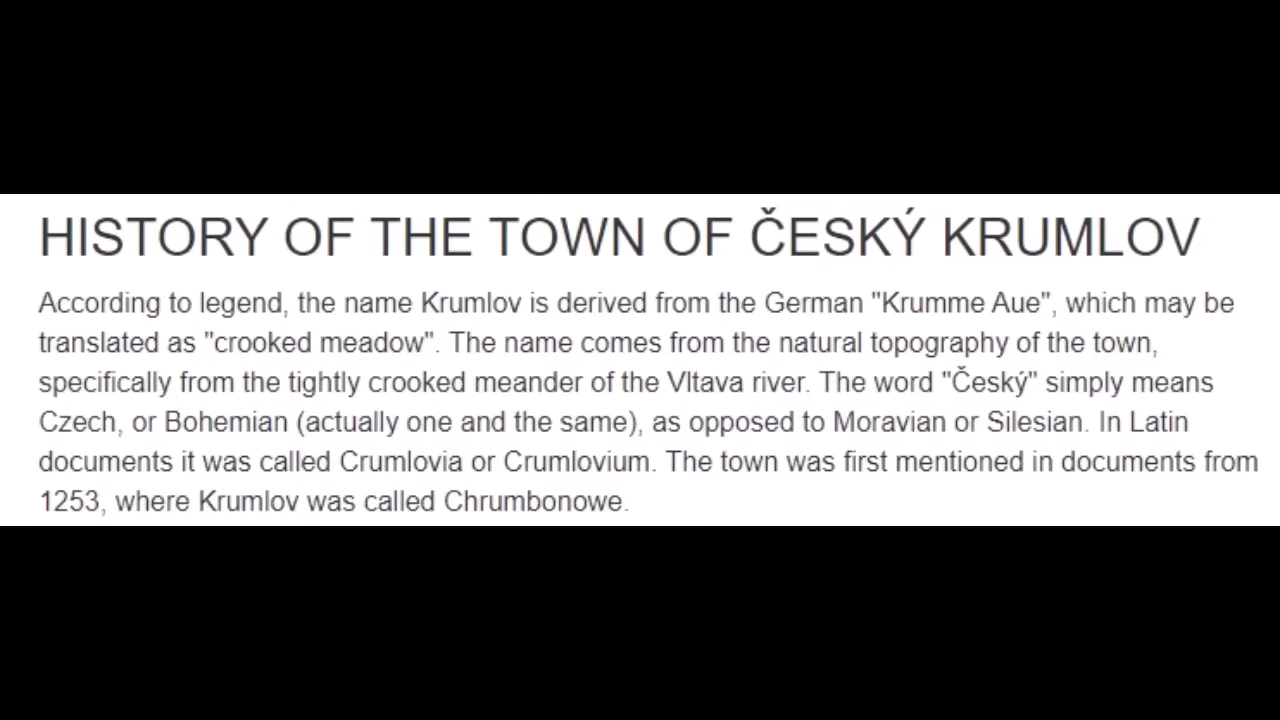 HISTORY OF THE TOWN OF ČESKÝ KRUMLOV
According to legend, the name Krumlov is derived from the German "Krumme Aue", which may be
translated as "crooked meadow". The name comes from the natural topography of the town,
specifically from the tightly crooked meander of the Vltava river. The word "Český" simply means
Czech, or Bohemian (actually one and the same), as opposed to Moravian or Silesian. In Latin
documents it was called Crumlovia or Crumlovium. The town was first mentioned in documents from
1253, where Krumlov was called Chrumbonowe.